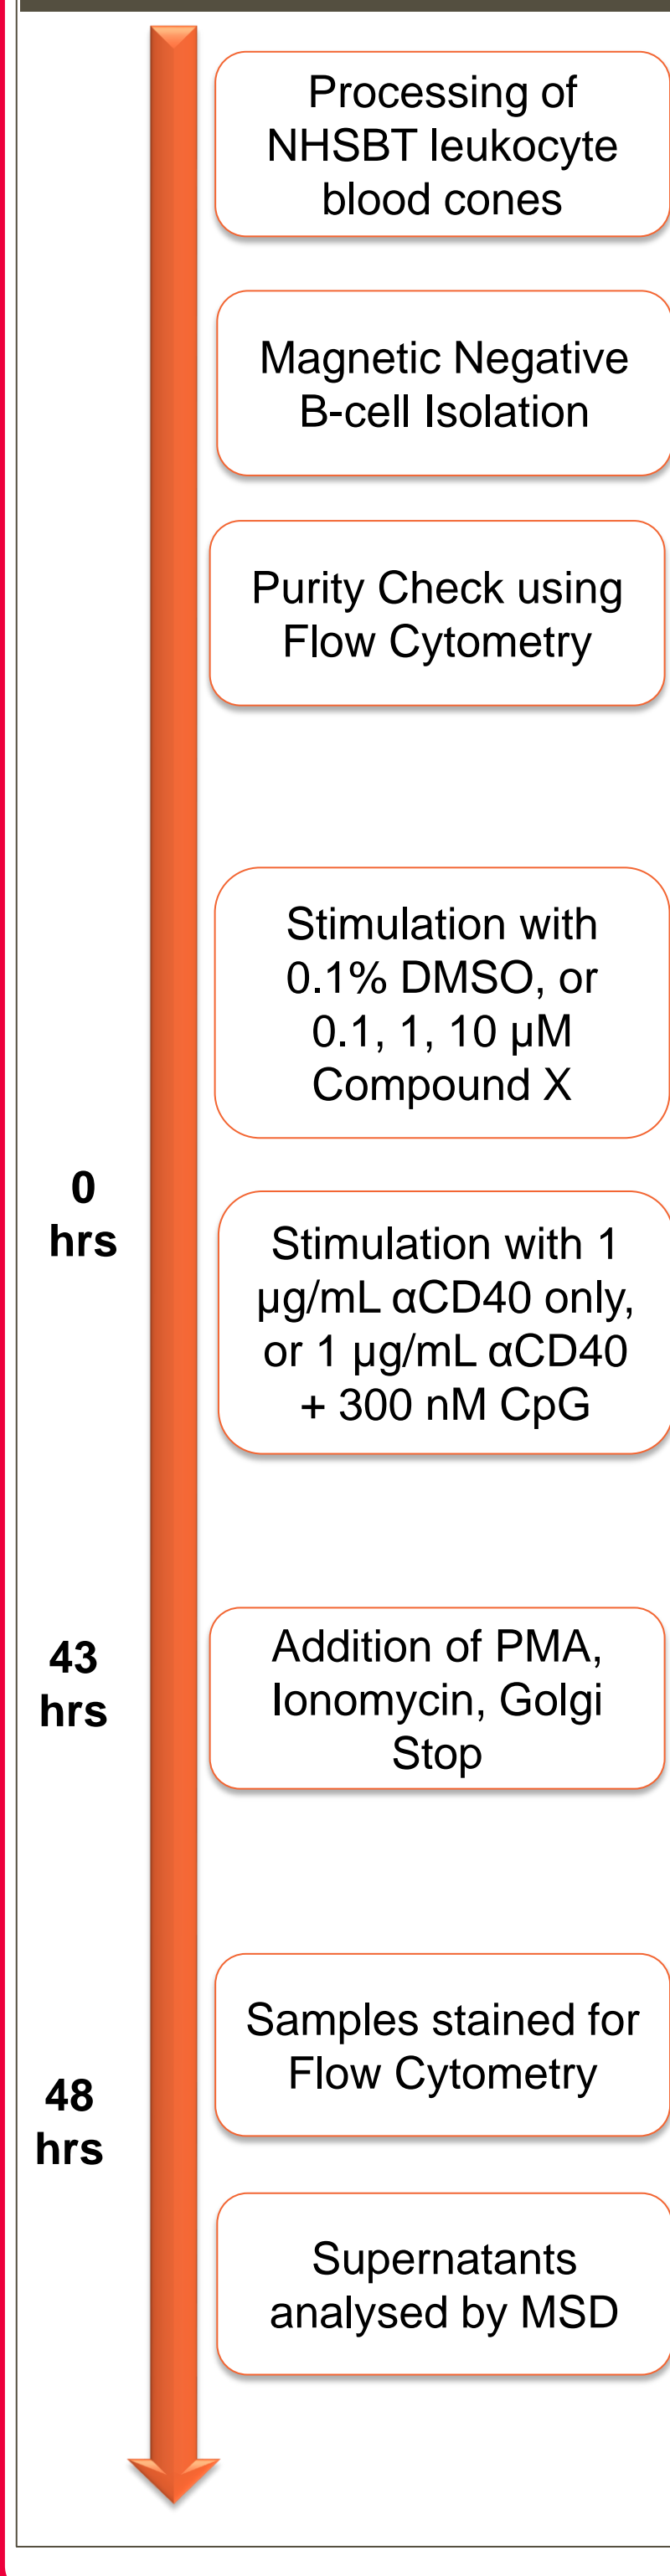 Processing of
NHSBT leukocyte
blood cones
Magnetic Negative
B-cell Isolation
Purity Check using
Flow Cytometry
Stimulation with
0.1% DMSO, or
0.1, 1, 10 µM
Compound X
0
hrs
Stimulation with 1
µg/mL αCD40 only,
or 1 µg/mL αCD40
+ 300 nM CpG
43
hrs
Addition of PMA,
Ionomycin, Golgi
Stop
Samples stained for
Flow Cytometry
48
hrs
Supernatants
analysed by MSD